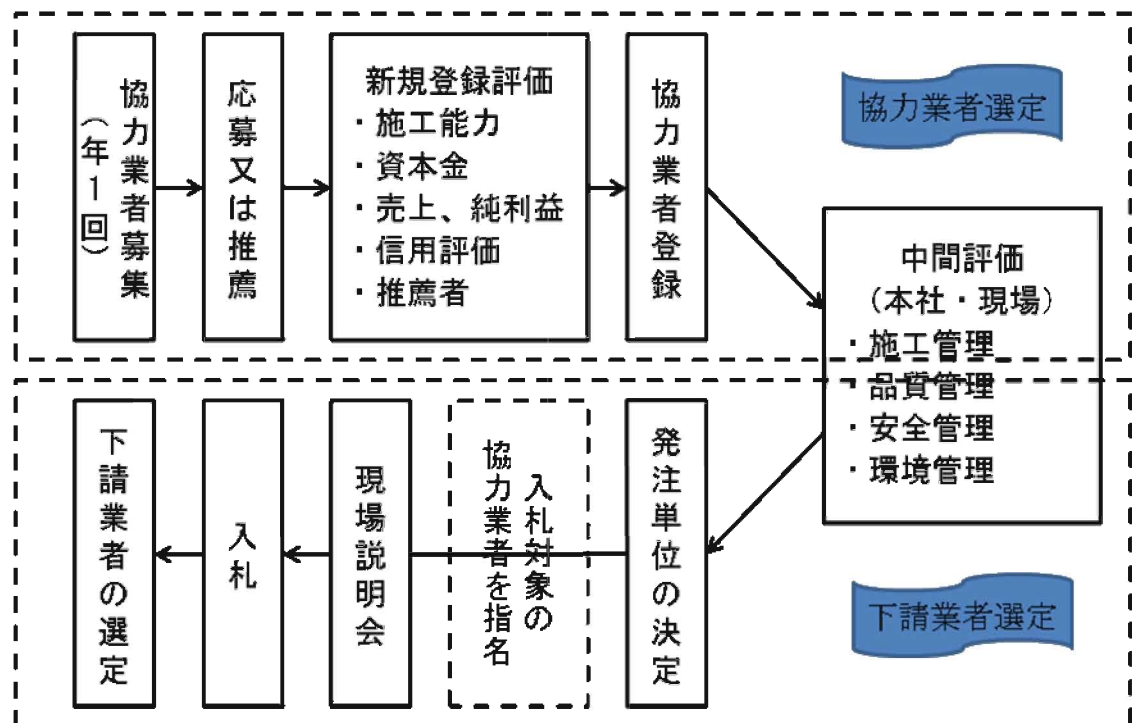 協力業者募集
（年1回）
応募又は推薦
新規登録評価
・施工能力
・資本金
・売上、純利益
・信用評価
・推薦者
協力業者登録
協力業者選定
中間評価
（本社・現場）
・施工管理
・品質管理
・安全管理
・環境管理
発注単位の決定
入札対象の
協力業者を指名
現場説明会
入札
下請業者の選定
下請業者選定